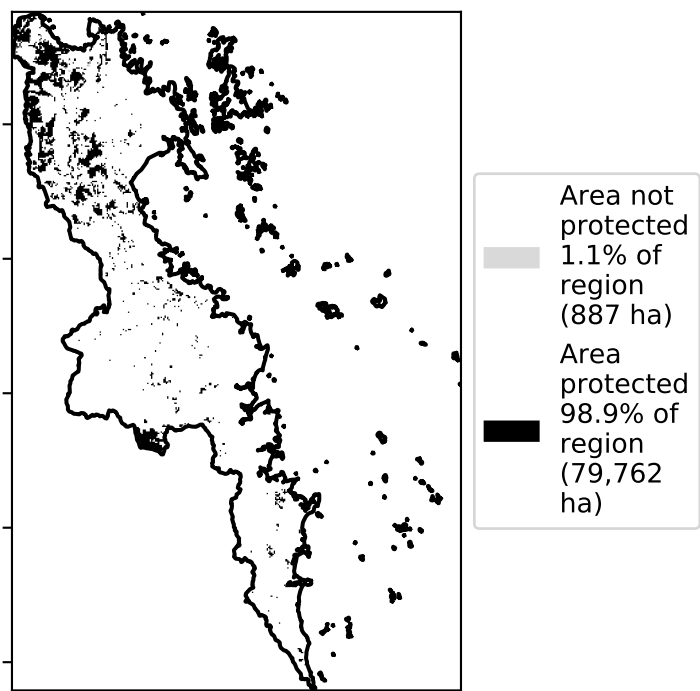 Area not
protected
1.1% of
region
(887 ha)
Area
protected
98.9% of
region
(79,762
ha)